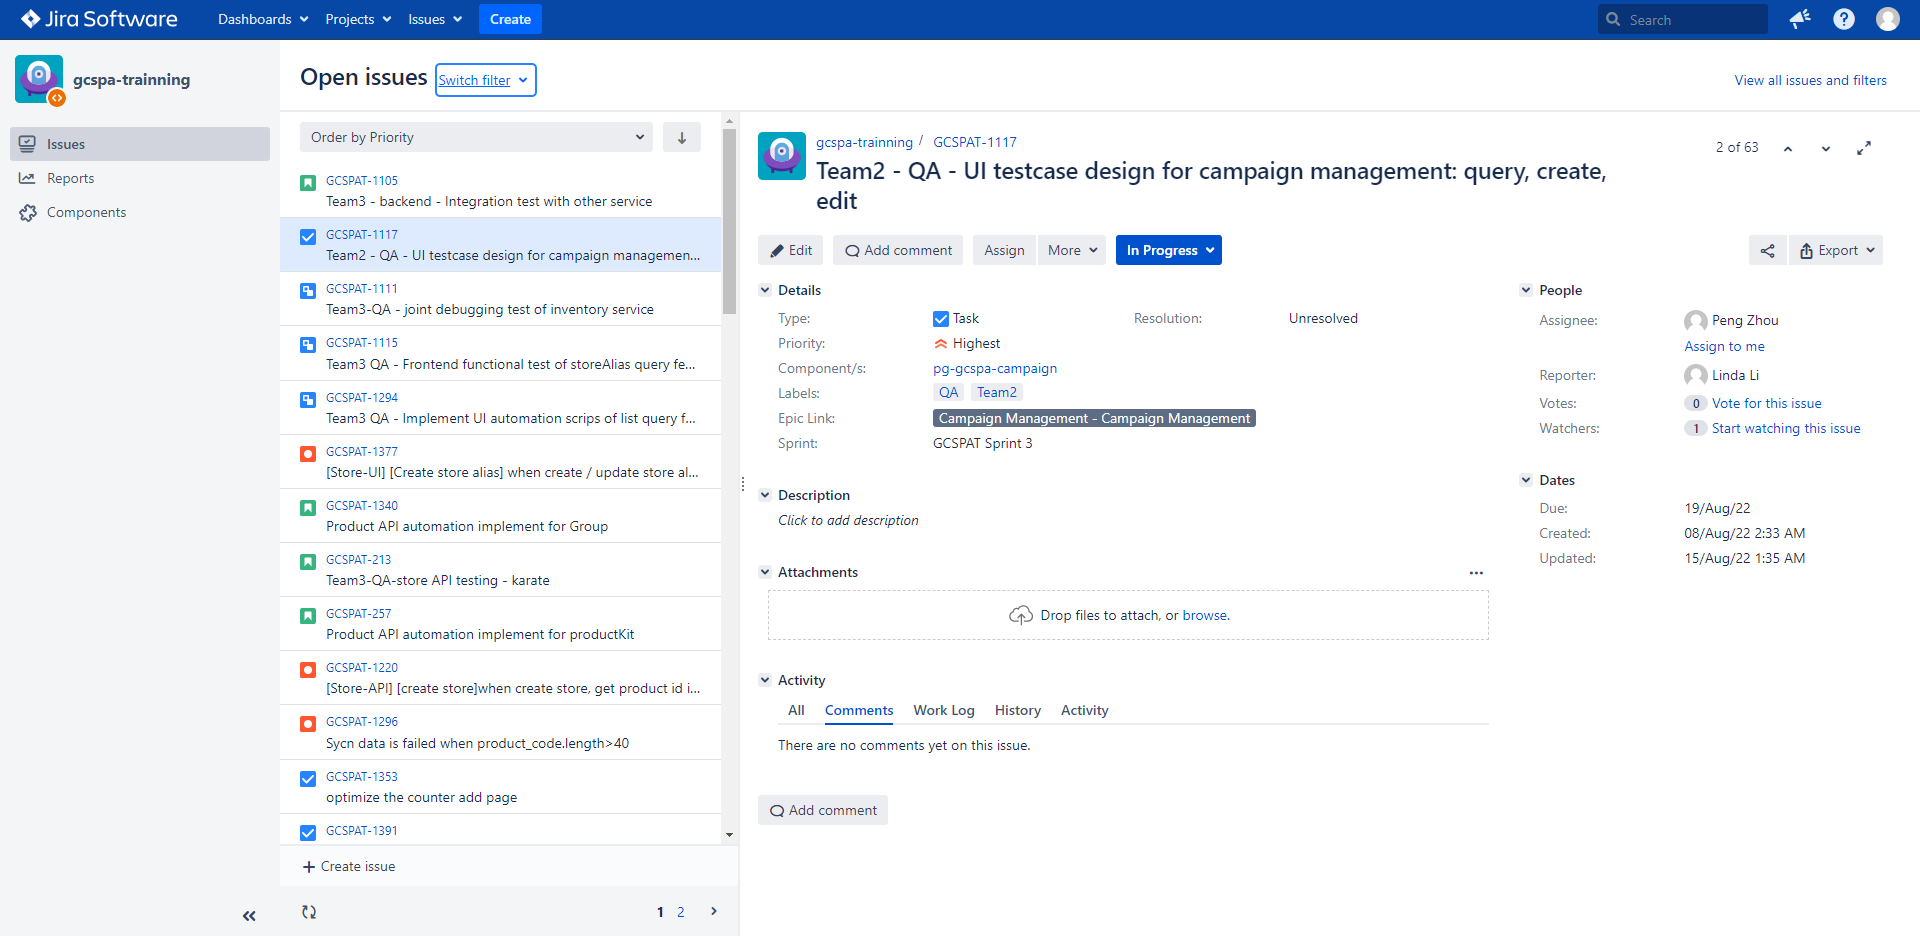 Jira Software
Dashboards Projects Issues Create
Search
gcspa-trainning
Issues
Reports
Components
Open issues Switch filter
View all issues and filters
Order by Priority
GCSPAT-1105
Team3 - backend - Integration test with other service
GCSPAT-1117
Team2 - QA - UI testcase design for campaign managemen...
GCSPAT-1111
Team3-QA - joint debugging test of inventory service
GCSPAT-1115
Team3 QA - Frontend functional test of storeAlias query fe...
GCSPAT-1294
Team3 QA - Implement UI automation scrips of list query f...
GCSPAT-1377
[Store-UI] [Create store alias] when create / update store al...
GCSPAT-1340
Product API automation implement for Group
GCSPAT-213
Team3-QA-store API testing - karate
GCSPAT-257
Product API automation implement for productKit
GCSPAT-1220
[Store-API] [create store]when create store, get product id i...
GCSPAT-1296
Sycn data is failed when product_code.length>40
GCSPAT-1353
optimize the counter add page
GCSPAT-1391
+ Create issue
1 2
gcspa-trainning / GCSPAT-1117
Team2 - QA - UI testcase design for campaign management: query, create,
edit
2 of 63
Edit Add comment Assign More In Progress Export
Details
Type: Task Resolution: Unresolved
Priority: Highest
Component/s: pg-gcspa-campaign
Labels: QA Team2
Epic Link: Campaign Management - Campaign Management
Sprint: GCSPAT Sprint 3
Description
Click to add description
Attachments
Drop files to attach, or browse.
Activity
All Comments Work Log History Activity
There are no comments yet on this issue.
Add comment
People
Assignee: Peng Zhou
Assign to me
Reporter: Linda Li
Votes: 0 Vote for this issue
Watchers: 1 Start watching this issue
Dates
Due: 19/Aug/22
Created: 08/Aug/22 2:33 AM
Updated: 15/Aug/22 1:35 AM